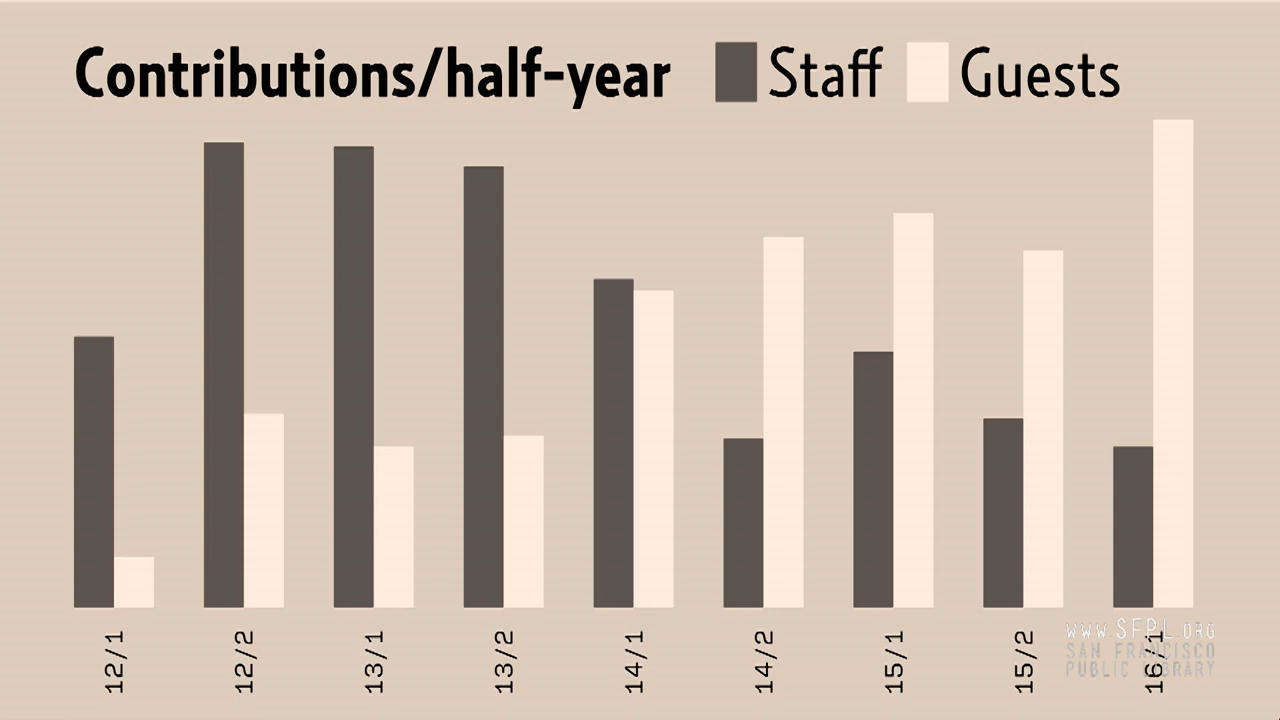 Contributions/half-year Staff Guests
12/1 12/2 13/1 13/2 14/1 14/2 15/1 15/2 16/1
WWW.SFPL.ORG
SAN FRANCISCO
PUBLIC LIBRARY